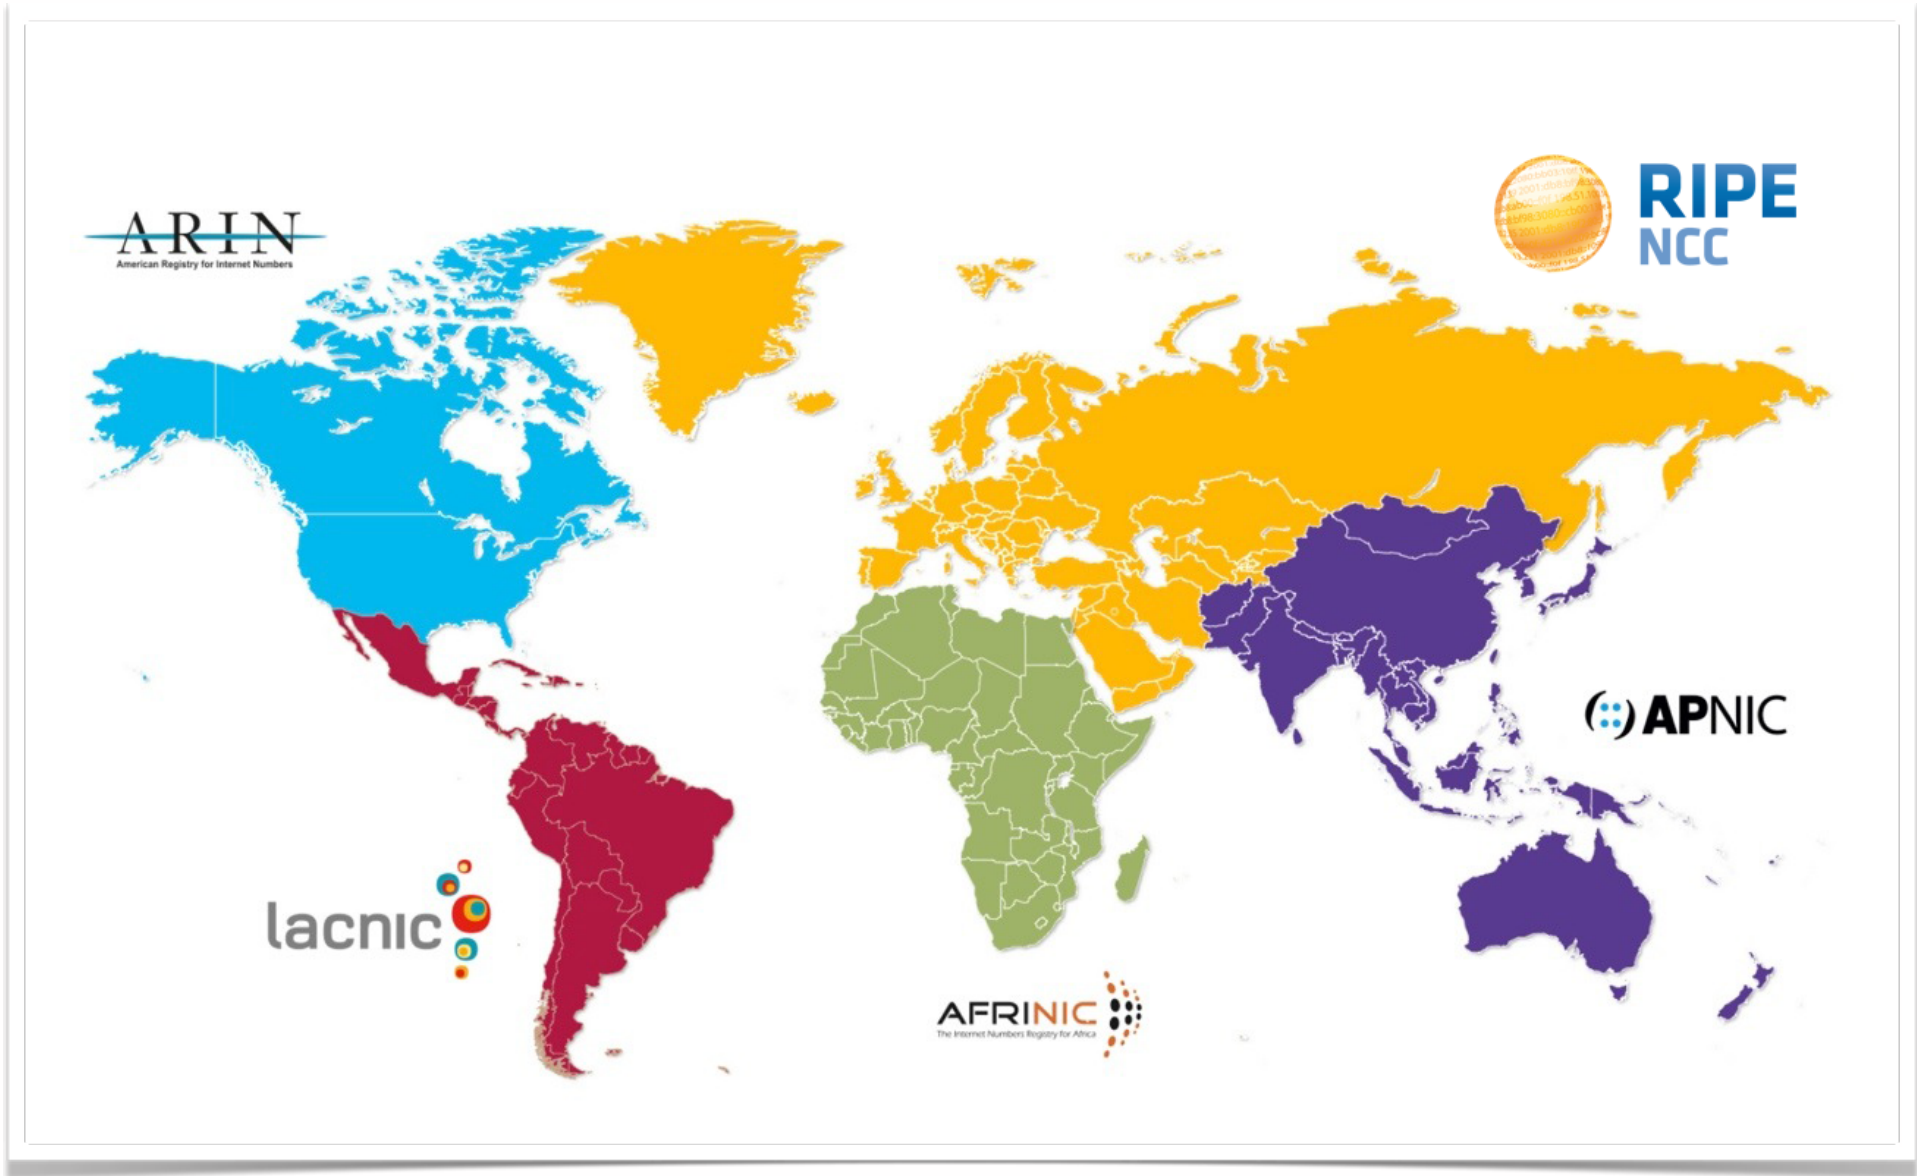 ARIN
American Registry for Internet Numbers
RIPE
NCC
APNIC
lacnic
AFRINIC
The Internet Numbers Registry for Africa